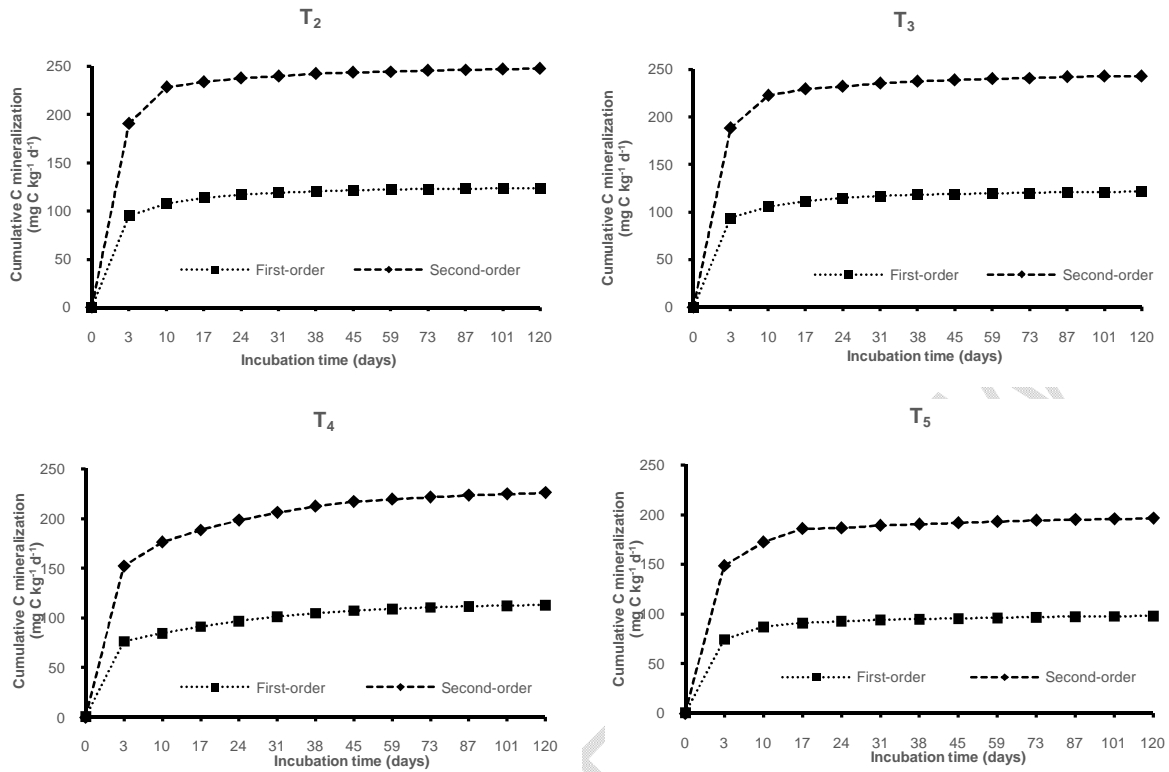 T₂
Cumulative C mineralization
(mg C kg⁻¹ d⁻¹)
250
200
150
100
50
0
First-order Second-order
0 3 10 17 24 31 38 45 59 73 87 101 120
Incubation time (days)
T₃
Cumulative C mineralization
(mg C kg⁻¹ d⁻¹)
250
200
150
100
50
0
First-order Second-order
0 3 10 17 24 31 38 45 59 73 87 101 120
Incubation time (days)
T₄
Cumulative C mineralization
(mg C kg⁻¹ d⁻¹)
250
200
150
100
50
0
First-order Second-order
0 3 10 17 24 31 38 45 59 73 87 101 120
Incubation time (days)
T₅
Cumulative C mineralization
(mg C kg⁻¹ d⁻¹)
250
200
150
100
50
0
First-order Second-order
0 3 10 17 24 31 38 45 59 73 87 101 120
Incubation time (days)